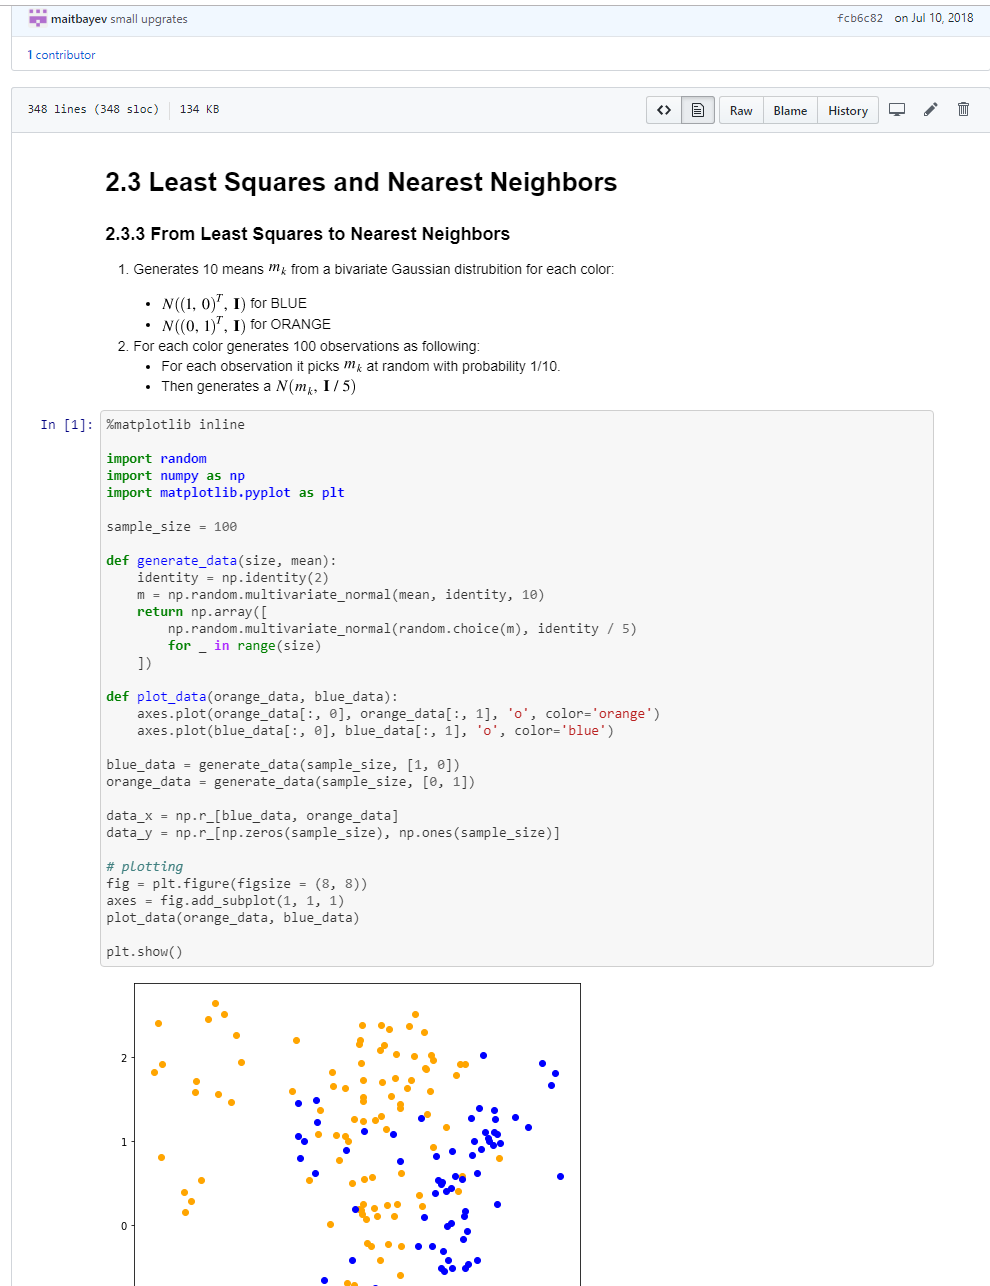 maitbayev small upgrates fcb6c82 on Jul 10, 2018
1 contributor
348 lines (348 sloc) 134 KB <> Raw Blame History
2.3 Least Squares and Nearest Neighbors
2.3.3 From Least Squares to Nearest Neighbors
1. Generates 10 means mk from a bivariate Gaussian distrubition for each color:
• N((1, 0)^T, I) for BLUE
• N((0, 1)^T, I) for ORANGE
2. For each color generates 100 observations as following:
• For each observation it picks mk at random with probability 1/10.
• Then generates a N(mk, I / 5)
In [1]: %matplotlib inline
import random
import numpy as np
import matplotlib.pyplot as plt
sample_size = 100
def generate_data(size, mean):
    identity = np.identity(2)
    m = np.random.multivariate_normal(mean, identity, 10)
    return np.array([
        np.random.multivariate_normal(random.choice(m), identity / 5)
        for _ in range(size)
    ])
def plot_data(orange_data, blue_data):
    axes.plot(orange_data[:, 0], orange_data[:, 1], 'o', color='orange')
    axes.plot(blue_data[:, 0], blue_data[:, 1], 'o', color='blue')
blue_data = generate_data(sample_size, [1, 0])
orange_data = generate_data(sample_size, [0, 1])
data_x = np.r_[blue_data, orange_data]
data_y = np.r_[np.zeros(sample_size), np.ones(sample_size)]
# plotting
fig = plt.figure(figsize = (8, 8))
axes = fig.add_subplot(1, 1, 1)
plot_data(orange_data, blue_data)
plt.show()
2
1
0